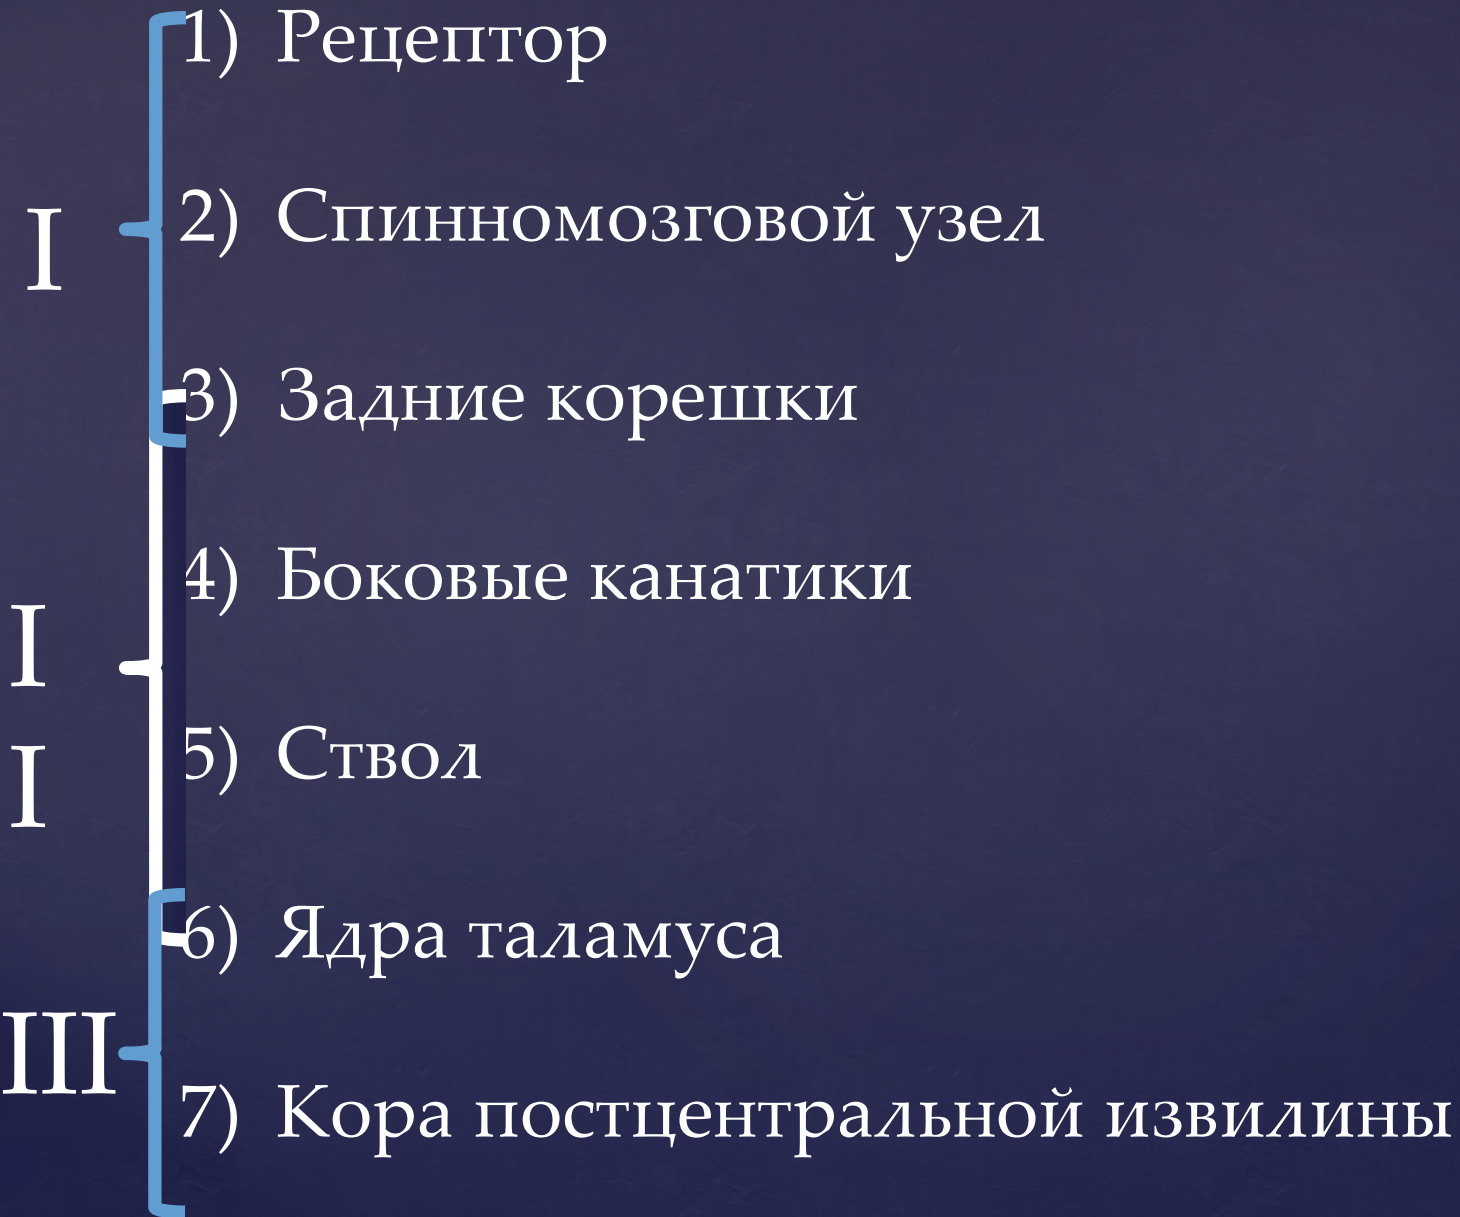 1) Рецептор
I
2) Спинномозговой узел
3) Задние корешки
4) Боковые канатики
I
I
5) Ствол
6) Ядра таламуса
III
7) Кора постцентральной извилины